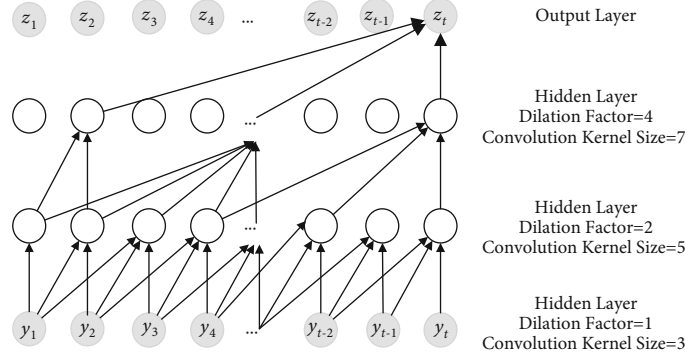 z1 z2 z3 z4 ... zt-2 zt-1 zt Output Layer
Hidden Layer
Dilation Factor=4
... Convolution Kernel Size=7
Hidden Layer
Dilation Factor=2
... Convolution Kernel Size=5
Hidden Layer
y1 y2 y3 y4 ... yt-2 yt-1 yt Dilation Factor=1
Convolution Kernel Size=3